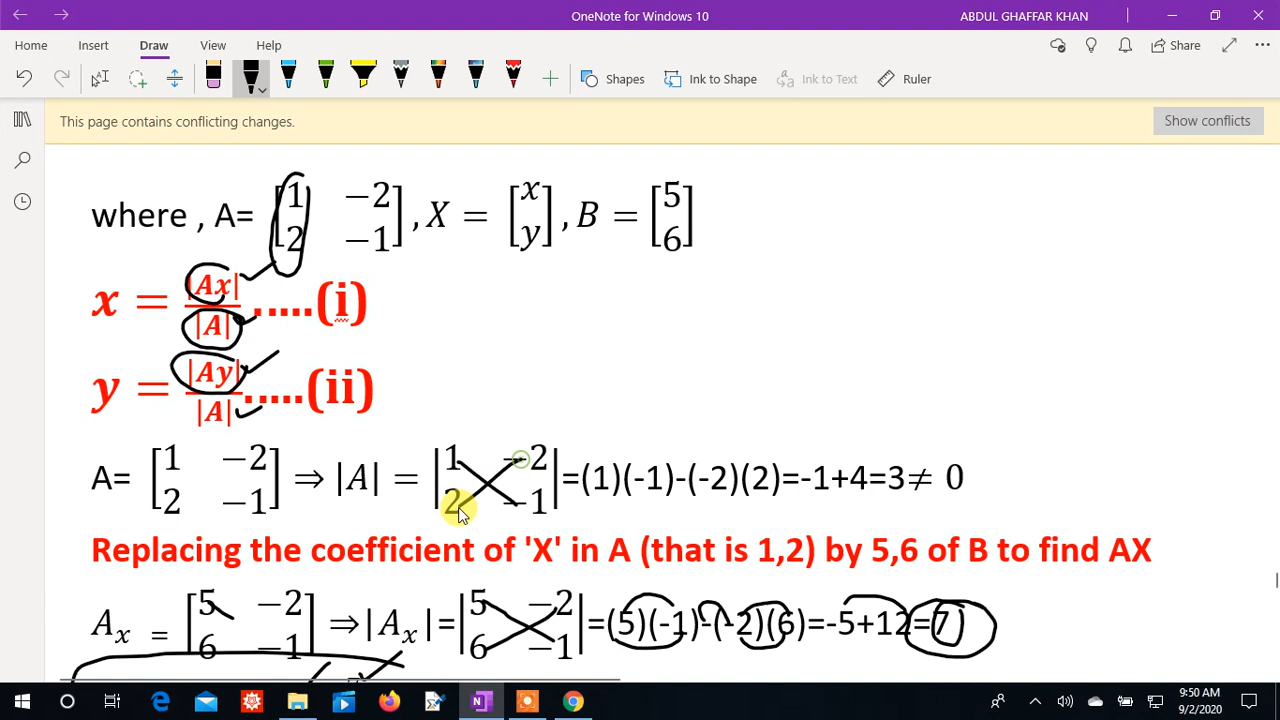 OneNote for Windows 10
ABDUL GHAFFAR KHAN
Home Insert Draw View Help
Share
Shapes Ink to Shape Ink to Text Ruler
This page contains conflicting changes.
Show conflicts
where , A= [1 −2 2 −1] , X = [x y] , B = [5 6]
x = |Ax| / |A| .....(i)
y = |Ay| / |A| .....(ii)
A= [1 −2 2 −1] ⇒ |A| = |1 −2 2 −1| =(1)(-1)-(-2)(2)=-1+4=3≠ 0
Replacing the coefficient of 'X' in A (that is 1,2) by 5,6 of B to find AX
Ax = [5 −2 6 −1] ⇒|Ax|=|5 −2 6 −1|=(5)(-1)-(-2)(6)=-5+12=7
9:50 AM
9/2/2020